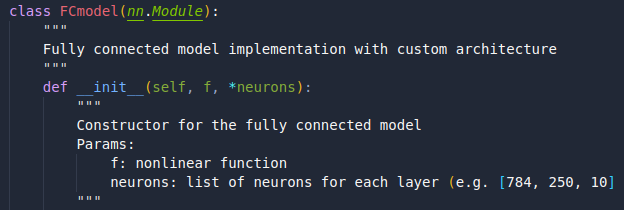 class FCmodel(nn.Module):
"""
Fully connected model implementation with custom architecture
"""
def __init__(self, f, *neurons):
"""
Constructor for the fully connected model
Params:
f: nonlinear function
neurons: list of neurons for each layer (e.g. [784, 250, 10]
"""